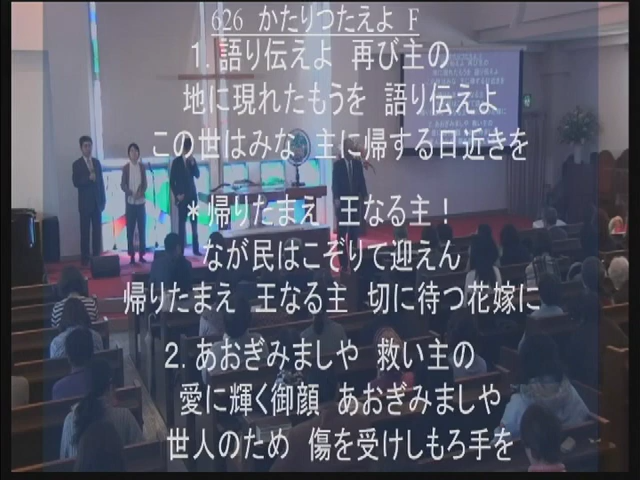 626 かたりつたえよ F
1. 語り伝えよ 再び主の
地に現れたもうを 語り伝えよ
この世はみな 主に帰する日近きを
＊帰りたまえ 王なる主！
なが民はこぞりて迎えん
帰りたまえ 王なる主 切に待つ花嫁に
2. あおぎみましや 救い主の
愛に輝く御顔 あおぎみましや
世人のため 傷を受けしもろ手を